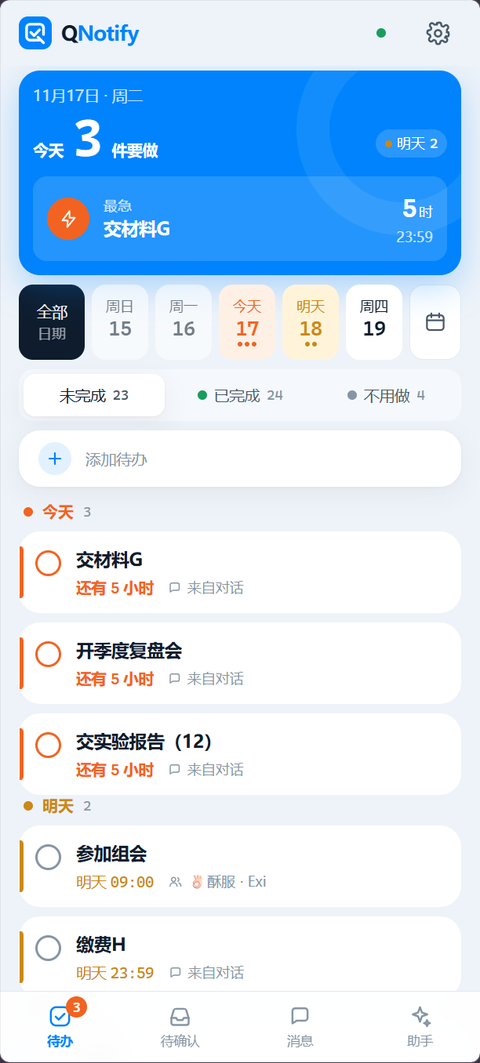 QNotify
11月17日 · 周二
今天 3 件要做
明天 2
最急
交材料G
5时
23:59
全部
日期
周日
15
周一
16
今天
17
明天
18
周四
19
未完成 23
已完成 24
不用做 4
添加待办
今天 3
交材料G
还有 5 小时 来自对话
开季度复盘会
还有 5 小时 来自对话
交实验报告（12）
还有 5 小时 来自对话
明天 2
参加组会
明天 09:00 👌🏻酥服 · Exi
缴费H
明天 23:59 来自对话
3
待办
待确认
消息
助手